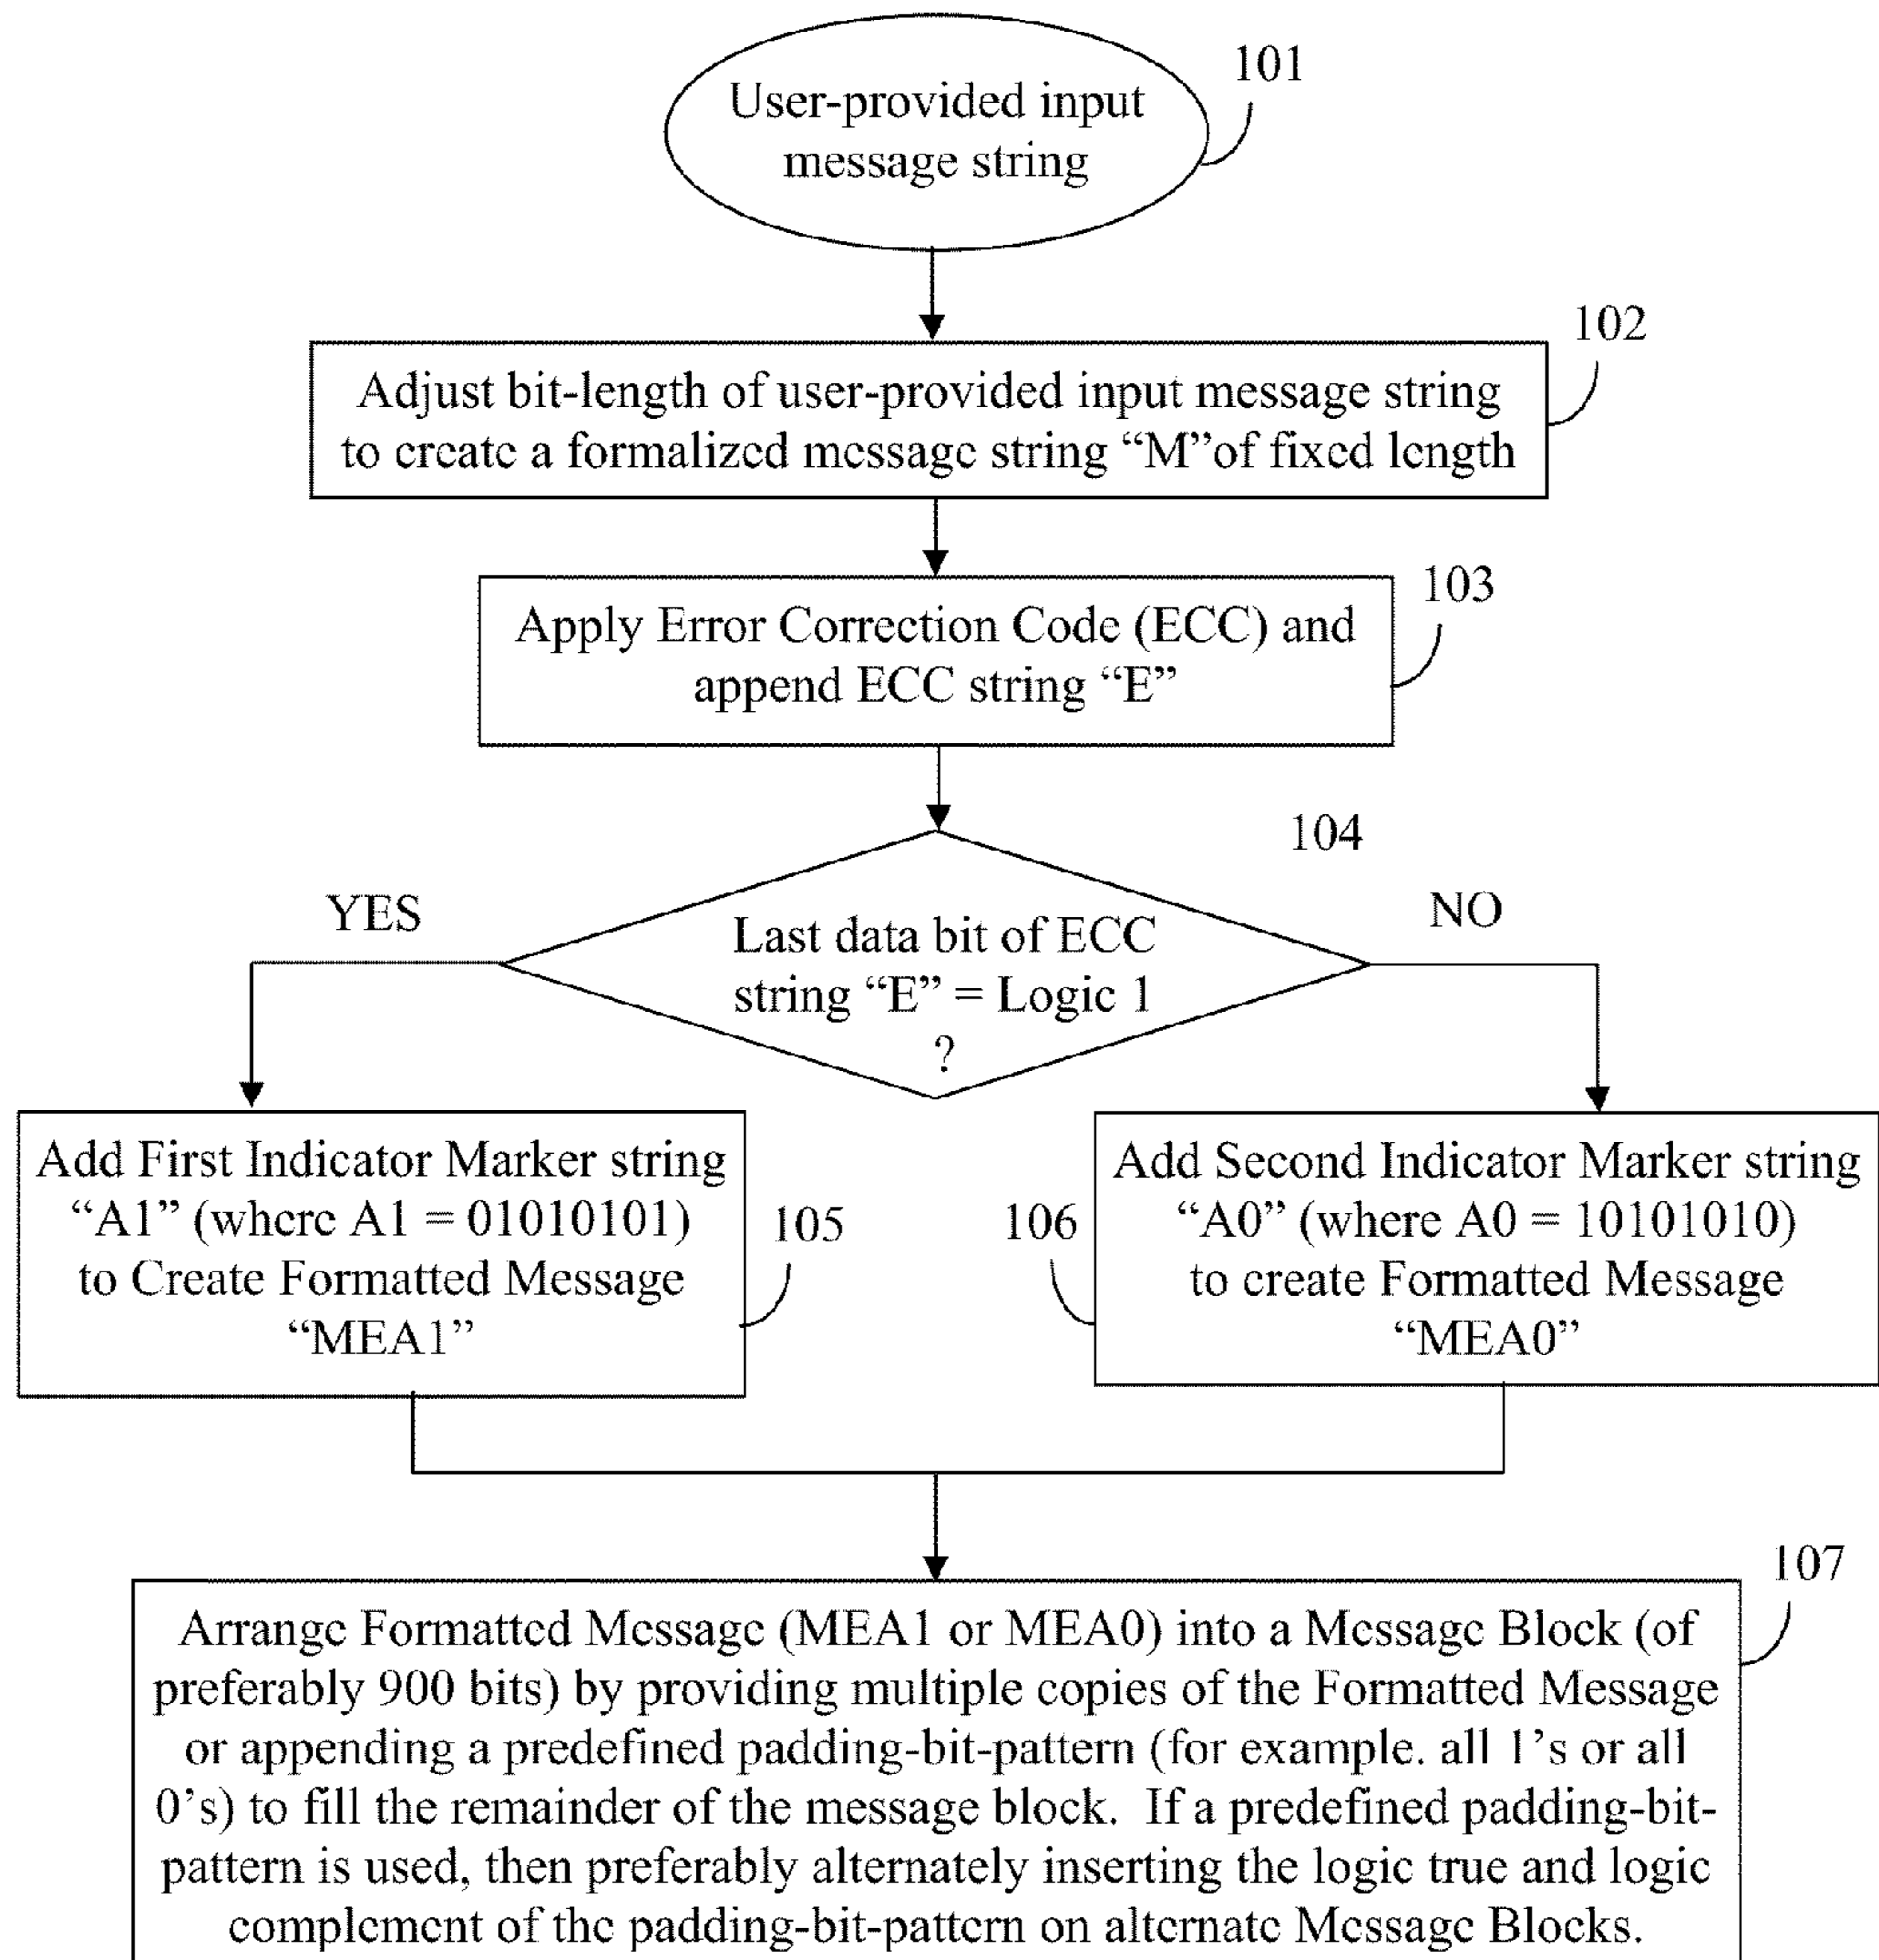 User-provided input
message string
101
Adjust bit-length of user-provided input message string
to create a formalized message string “M”of fixed length
102
Apply Error Correction Code (ECC) and
append ECC string “E”
103
104
YES
NO
Last data bit of ECC
string “E” = Logic 1
?
Add First Indicator Marker string
“A1” (where A1 = 01010101)
to Create Formatted Message
“MEA1”
105
106
Add Second Indicator Marker string
“A0” (where A0 = 10101010)
to create Formatted Message
“MEA0”
107
Arrange Formatted Message (MEA1 or MEA0) into a Message Block (of
preferably 900 bits) by providing multiple copies of the Formatted Message
or appending a predefined padding-bit-pattern (for example. all 1’s or all
0’s) to fill the remainder of the message block. If a predefined padding-bit-
pattern is used, then preferably alternately inserting the logic true and logic
complement of the padding-bit-pattern on alternate Message Blocks.